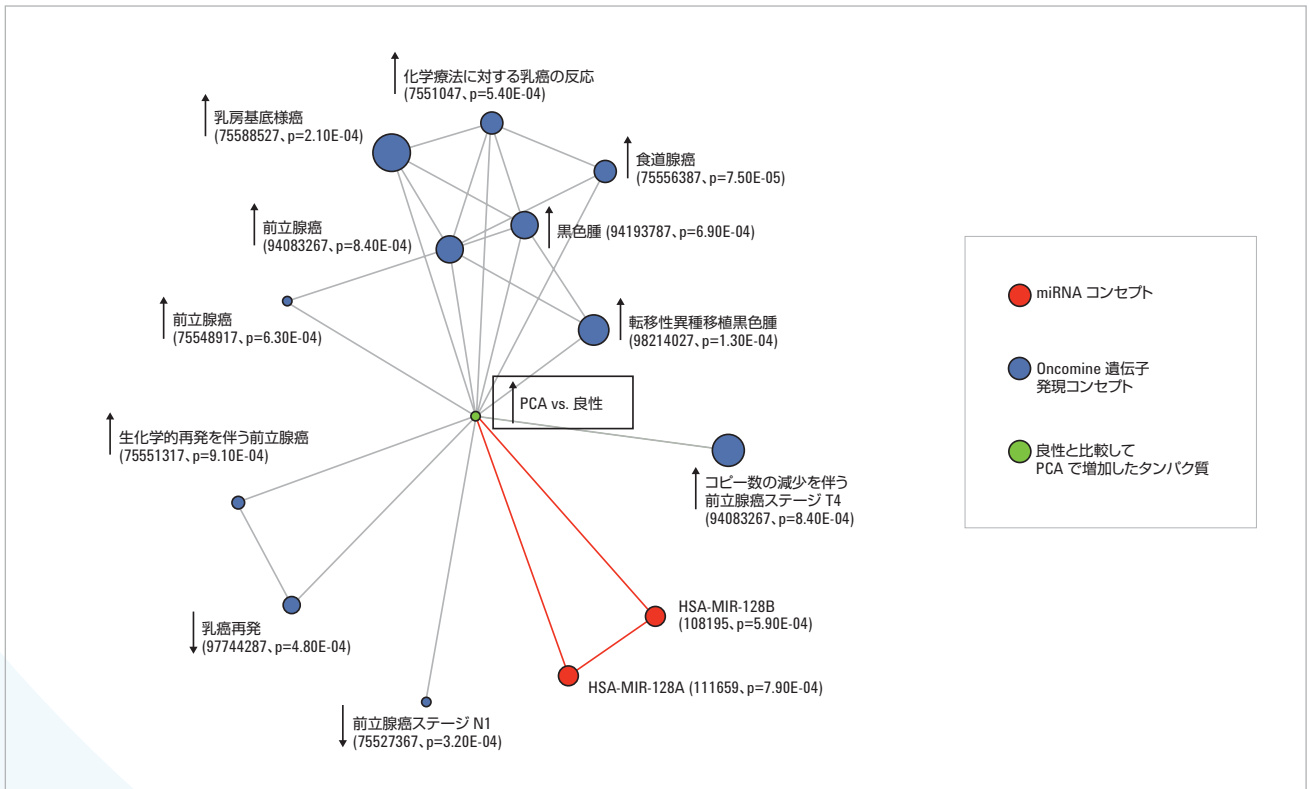 化学療法に対する乳癌の反応
(7551047、p=5.40E-04)
乳房基底様癌
(75588527、p=2.10E-04)
食道腺癌
(75556387、p=7.50E-05)
前立腺癌
(94083267、p=8.40E-04)
黒色腫 (94193787、p=6.90E-04)
前立腺癌
(75548917、p=6.30E-04)
転移性異種移植黒色腫
(98214027、p=1.30E-04)
PCA vs. 良性
生化学的再発を伴う前立腺癌
(75551317、p=9.10E-04)
コピー数の減少を伴う
前立腺癌ステージ T4
(94083267、p=8.40E-04)
乳癌再発
(97744287、p=4.80E-04)
HSA-MIR-128B
(108195、p=5.90E-04)
HSA-MIR-128A (111659、p=7.90E-04)
前立腺癌ステージ N1
(75527367、p=3.20E-04)
miRNA コンセプト
Oncomine 遺伝子
発現コンセプト
良性と比較して
PCA で増加したタンパク質